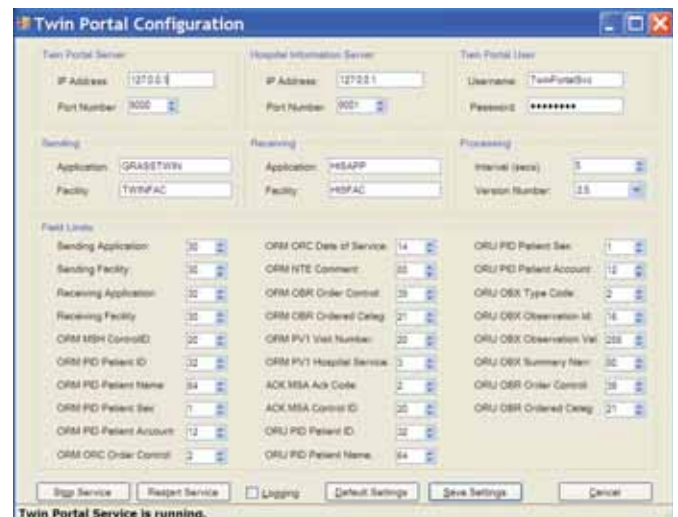 Twin Portal Configuration
Twin Portal Server
IP Address 127.0.0.1
Port Number 9000
Hospital Information Server
IP Address 127.0.0.1
Port Number 9001
Twin Portal User
Username TwinPortalSvc
Password ********
Sending
Application GRASSTWIN
Facility TWINFAC
Receiving
Application HISAPP
Facility HISFAC
Processing
Interval (secs) 5
Version Number 2.5
Field Limits
Sending Application 30
Sending Facility 30
Receiving Application 30
Receiving Facility 30
ORM MSH ControlID 20
ORM PID Patient ID 32
ORM PID Patient Name 64
ORM PID Patient Sex 1
ORM PID Patient Account 12
ORM ORC Order Control
ORM ORC Date of Service 14
ORM NTE Comment
ORM OBR Order Control
ORM OBR Ordered Categ 21
ORM PV1 Visit Number 20
ORM PV1 Hospital Service 3
ACK MSA Ack Code 2
ACK MSA Control ID 20
ORU PID Patient ID 32
ORU PID Patient Name 64
ORU PID Patient Sex 1
ORU PID Patient Account 12
ORU OBX Type Code 2
ORU OBX Observation Id
ORU OBX Observation Val
ORU OBX Summary Narr
ORU OBR Order Control
ORU OBR Ordered Categ 21
Stop Service
Restart Service
Logging
Default Settings
Save Settings
Cancel
Twin Portal Service is running.